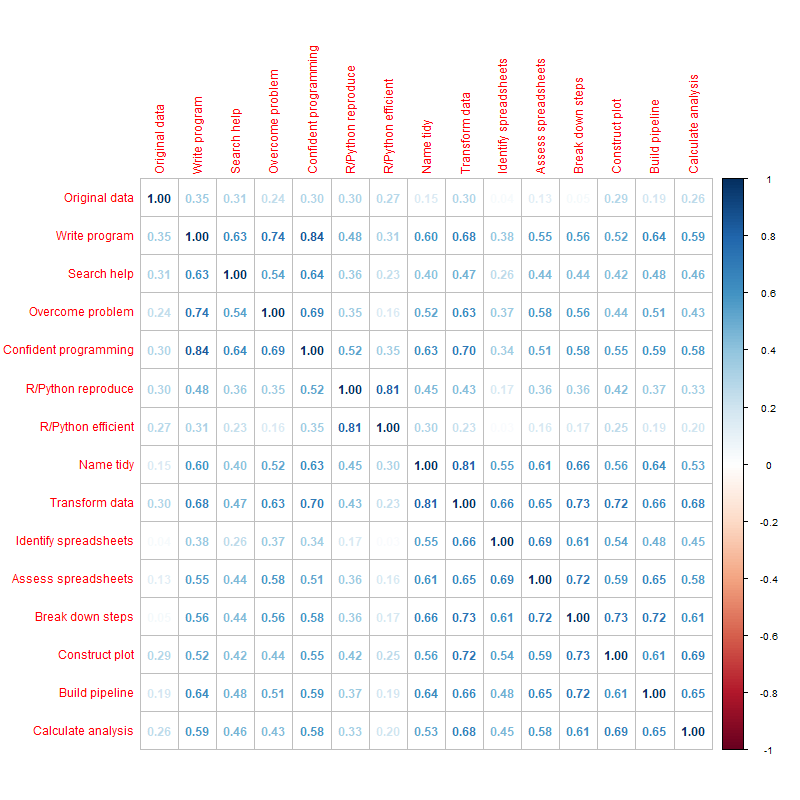 Original data Write program Search help Overcome problem Confident programming R/Python reproduce R/Python efficient Name tidy Transform data Identify spreadsheets Assess spreadsheets Break down steps Construct plot Build pipeline Calculate analysis
Original data 1.00 0.35 0.31 0.24 0.30 0.30 0.27 0.15 0.30 0.04 0.13 0.05 0.29 0.19 0.26
Write program 0.35 1.00 0.63 0.74 0.84 0.48 0.31 0.60 0.68 0.38 0.55 0.56 0.52 0.64 0.59
Search help 0.31 0.63 1.00 0.54 0.64 0.36 0.23 0.40 0.47 0.26 0.44 0.44 0.42 0.48 0.46
Overcome problem 0.24 0.74 0.54 1.00 0.69 0.35 0.16 0.52 0.63 0.37 0.58 0.56 0.44 0.51 0.43
Confident programming 0.30 0.84 0.64 0.69 1.00 0.52 0.35 0.63 0.70 0.34 0.51 0.58 0.55 0.59 0.58
R/Python reproduce 0.30 0.48 0.36 0.35 0.52 1.00 0.81 0.45 0.43 0.17 0.36 0.36 0.42 0.37 0.33
R/Python efficient 0.27 0.31 0.23 0.16 0.35 0.81 1.00 0.30 0.23 0.16 0.17 0.25 0.19 0.20
Name tidy 0.15 0.60 0.40 0.52 0.63 0.45 0.30 1.00 0.81 0.55 0.61 0.66 0.56 0.64 0.53
Transform data 0.30 0.68 0.47 0.63 0.70 0.43 0.23 0.81 1.00 0.66 0.65 0.73 0.72 0.66 0.68
Identify spreadsheets 0.04 0.38 0.26 0.37 0.34 0.17 0.55 0.66 1.00 0.69 0.61 0.54 0.48 0.45
Assess spreadsheets 0.13 0.55 0.44 0.58 0.51 0.36 0.16 0.61 0.65 0.69 1.00 0.72 0.59 0.65 0.58
Break down steps 0.05 0.56 0.44 0.56 0.58 0.36 0.17 0.66 0.73 0.61 0.72 1.00 0.73 0.72 0.61
Construct plot 0.29 0.52 0.42 0.44 0.55 0.42 0.25 0.56 0.72 0.54 0.59 0.73 1.00 0.61 0.69
Build pipeline 0.19 0.64 0.48 0.51 0.59 0.37 0.19 0.64 0.66 0.48 0.65 0.72 0.61 1.00 0.65
Calculate analysis 0.26 0.59 0.46 0.43 0.58 0.33 0.20 0.53 0.68 0.45 0.58 0.61 0.69 0.65 1.00
1
0.8
0.6
0.4
0.2
0
-0.2
-0.4
-0.6
-0.8
-1